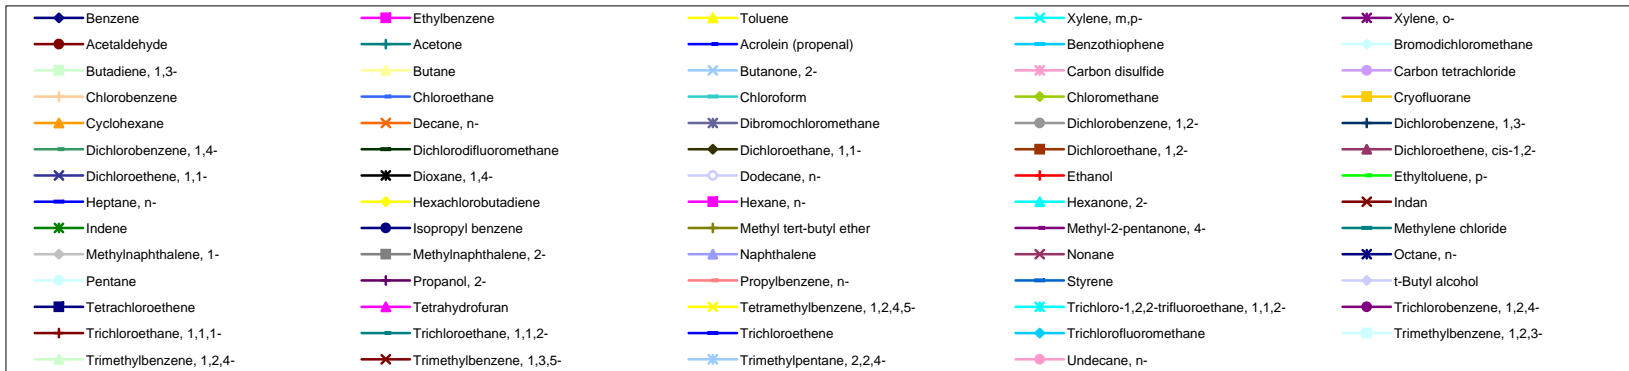 Benzene Ethylbenzene Toluene Xylene, m,p- Xylene, o-
Acetaldehyde Acetone Acrolein (propenal) Benzothiophene Bromodichloromethane
Butadiene, 1,3- Butane Butanone, 2- Carbon disulfide Carbon tetrachloride
Chlorobenzene Chloroethane Chloroform Chloromethane Cryofluorane
Cyclohexane Decane, n- Dibromochloromethane Dichlorobenzene, 1,2- Dichlorobenzene, 1,3-
Dichlorobenzene, 1,4- Dichlorodifluoromethane Dichloroethane, 1,1- Dichloroethane, 1,2- Dichloroethene, cis-1,2-
Dichloroethene, 1,1- Dioxane, 1,4- Dodecane, n- Ethanol Ethyltoluene, p-
Heptane, n- Hexachlorobutadiene Hexane, n- Hexanone, 2- Indan
Indene Isopropyl benzene Methyl tert-butyl ether Methyl-2-pentanone, 4- Methylene chloride
Methylnaphthalene, 1- Methylnaphthalene, 2- Naphthalene Nonane Octane, n-
Pentane Propanol, 2- Propylbenzene, n- Styrene t-Butyl alcohol
Tetrachloroethene Tetrahydrofuran Tetramethylbenzene, 1,2,4,5- Trichloro-1,2,2-trifluoroethane, 1,1,2- Trichlorobenzene, 1,2,4-
Trichloroethane, 1,1,1- Trichloroethane, 1,1,2- Trichloroethene Trichlorofluoromethane Trimethylbenzene, 1,2,3-
Trimethylbenzene, 1,2,4- Trimethylbenzene, 1,3,5- Trimethylpentane, 2,2,4- Undecane, n-